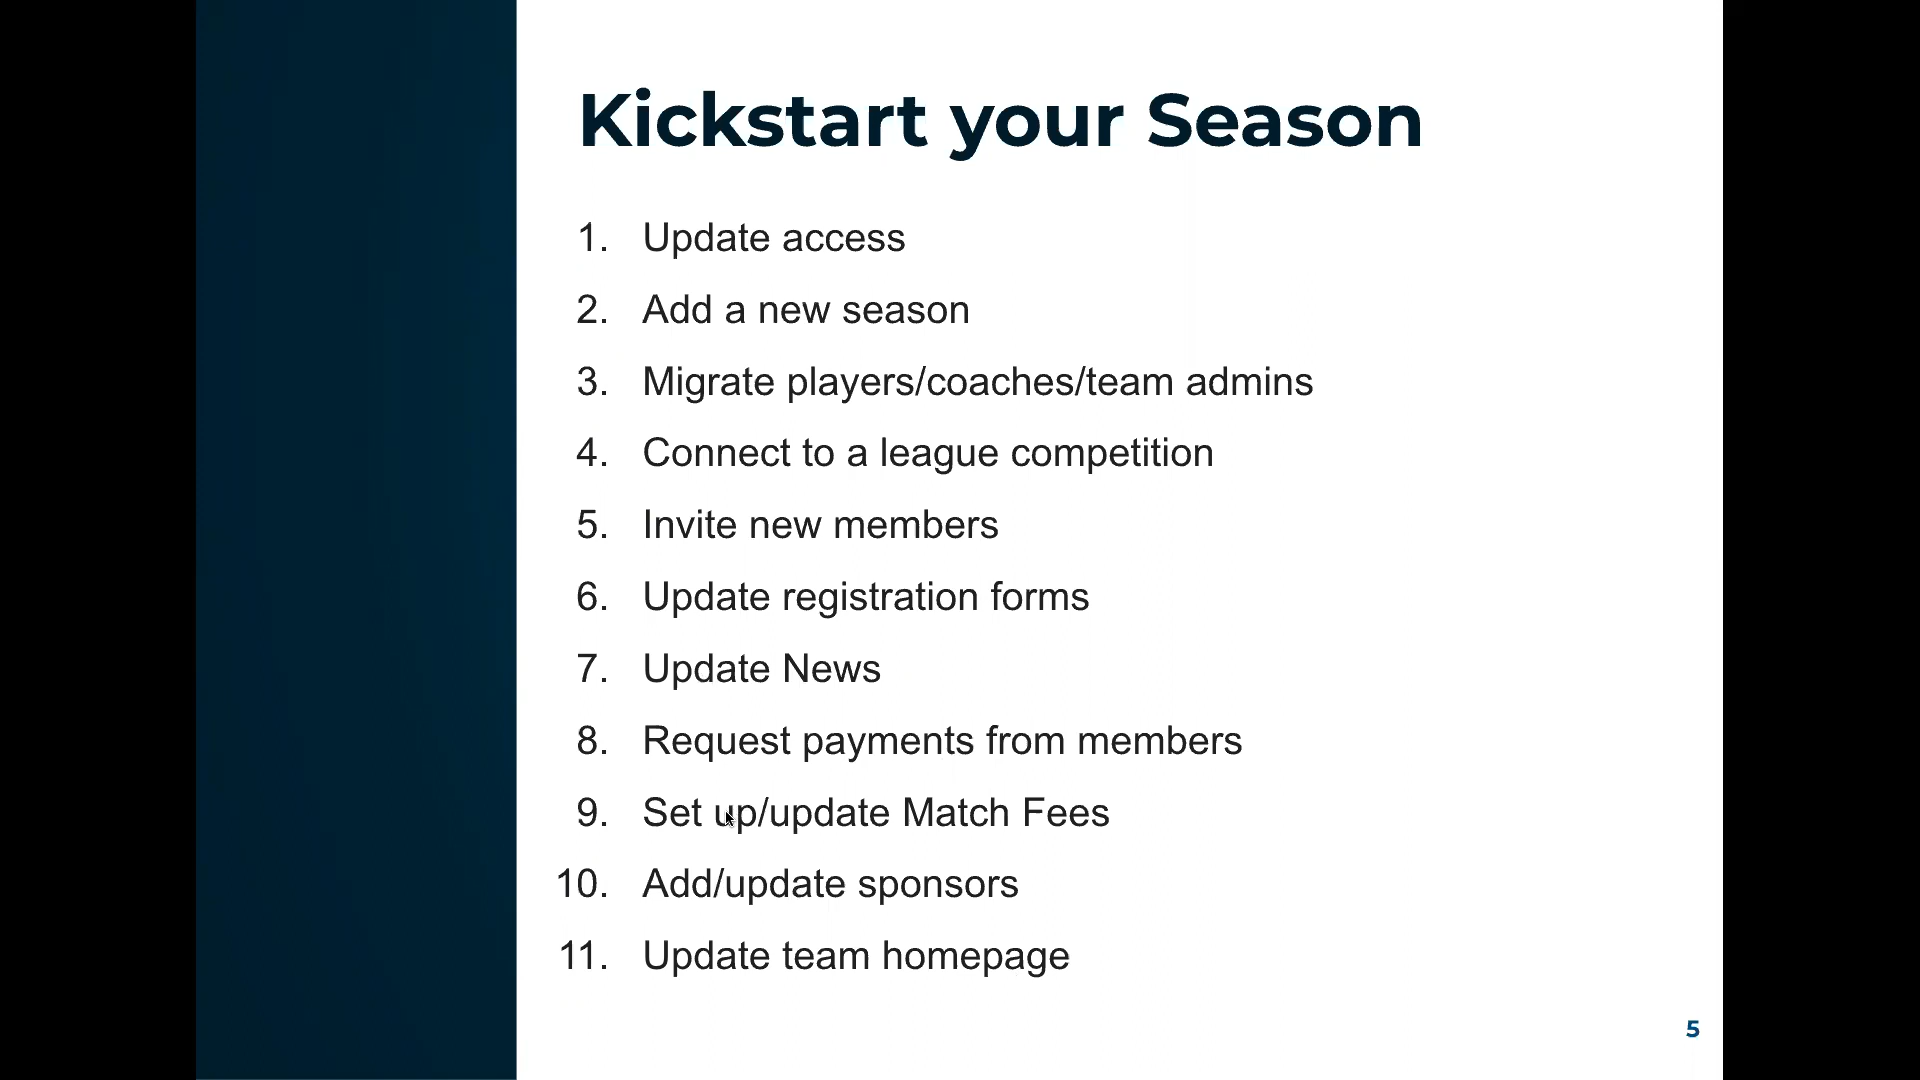 Kickstart your Season
1. Update access
2. Add a new season
3. Migrate players/coaches/team admins
4. Connect to a league competition
5. Invite new members
6. Update registration forms
7. Update News
8. Request payments from members
9. Set up/update Match Fees
10. Add/update sponsors
11. Update team homepage
5